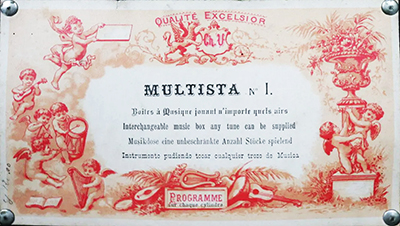 QUALITÉ EXCELSIOR
MULTISTA No 1.
Boîtes à Musique jouant n'importe quels airs
Interchangeable music box any tune can be supplied
Musikdose eine unbeschränkte Anzahl Stücke spielend
Instrumento pudiendo tocar cualquier trozo de Musica
PROGRAMME
de chaque cylindre